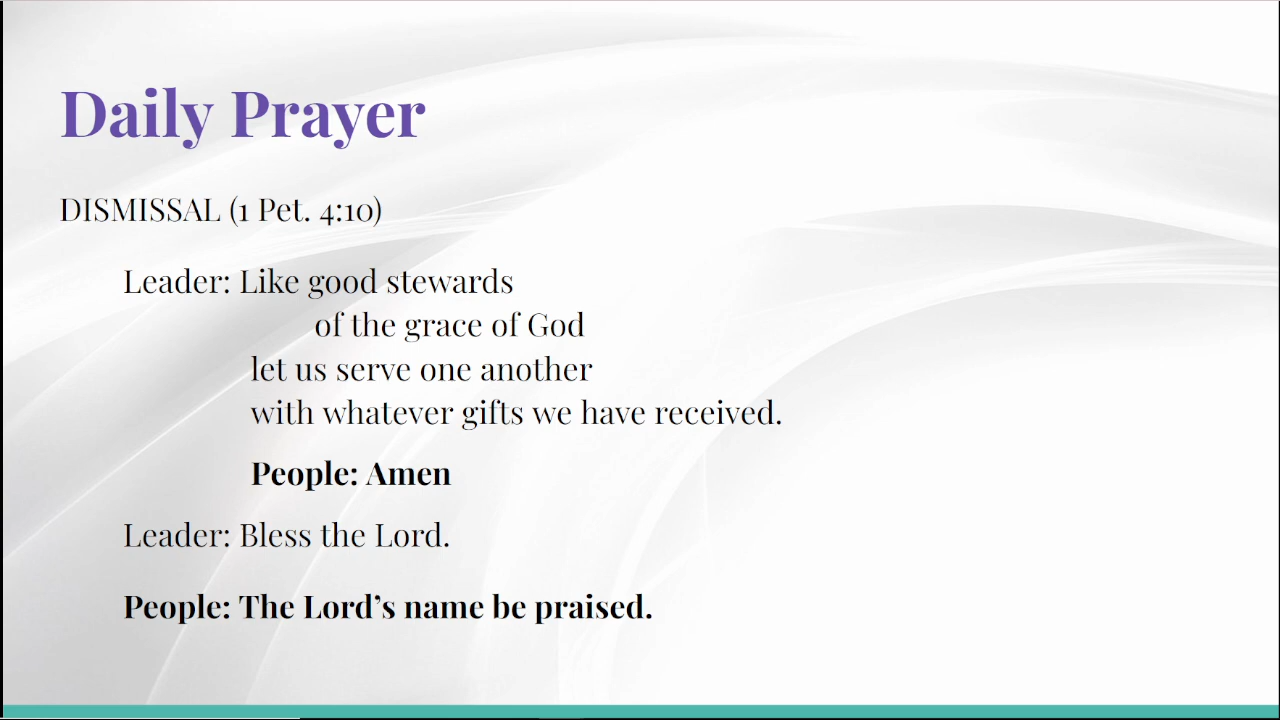 Daily Prayer
DISMISSAL (1 Pet. 4:10)
Leader: Like good stewards
of the grace of God
let us serve one another
with whatever gifts we have received.
People: Amen
Leader: Bless the Lord.
People: The Lord’s name be praised.